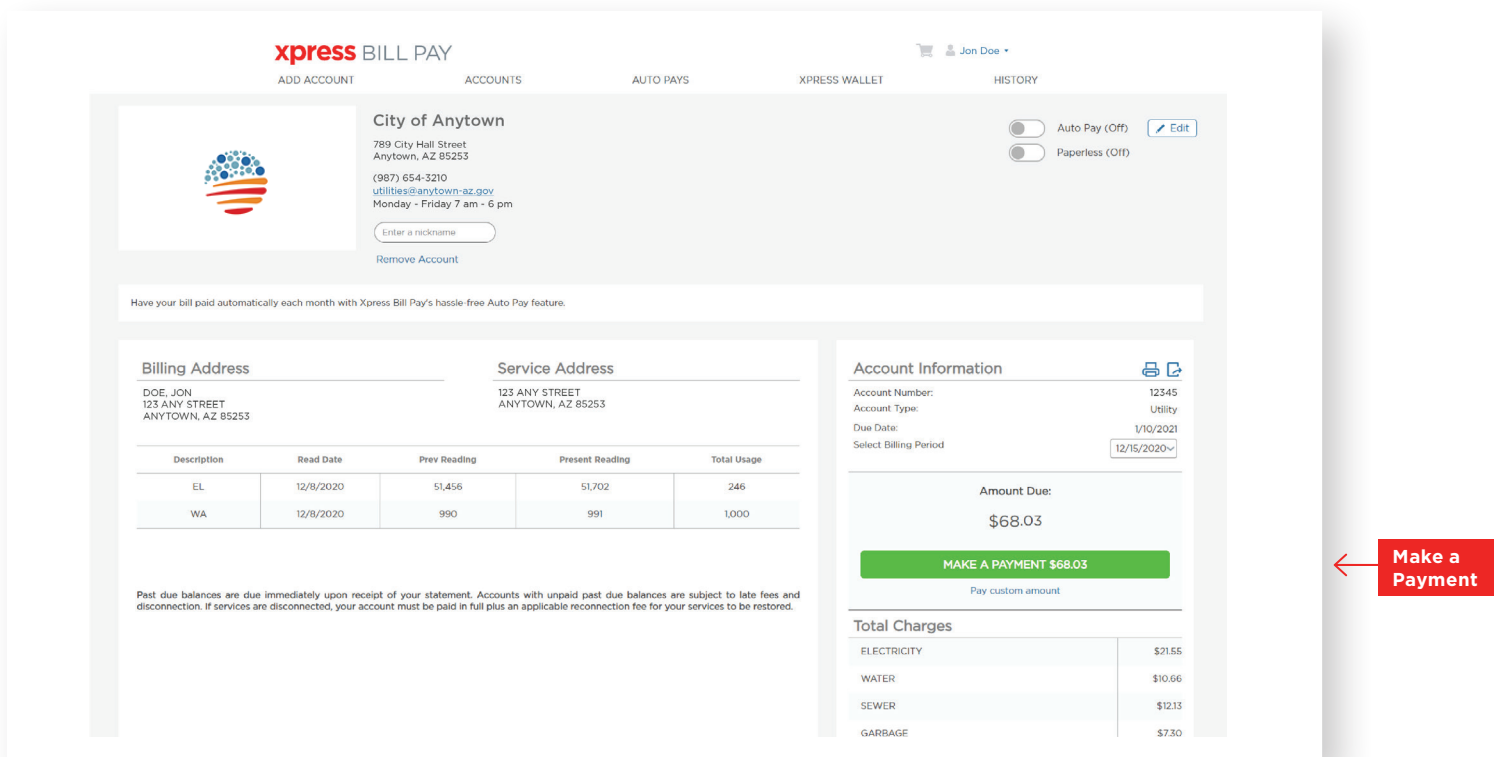 xpress BILL PAY
Jon Doe
ADD ACCOUNT ACCOUNTS AUTO PAYS XPRESS WALLET HISTORY
City of Anytown
789 City Hall Street
Anytown, AZ 85253
(987) 654-3210
utilities@anytown-az.gov
Monday - Friday 7 am - 6 pm
Enter a nickname
Remove Account
Auto Pay (Off) Edit
Paperless (Off)
Have your bill paid automatically each month with Xpress Bill Pay's hassle-free Auto Pay feature.
Billing Address
DOE, JON
123 ANY STREET
ANYTOWN, AZ 85253
Service Address
123 ANY STREET
ANYTOWN, AZ 85253
Description Read Date Prev Reading Present Reading Total Usage
EL 12/8/2020 51,456 51,702 246
WA 12/8/2020 990 991 1,000
Past due balances are due immediately upon receipt of your statement. Accounts with unpaid past due balances are subject to late fees and
disconnection. If services are disconnected, your account must be paid in full plus an applicable reconnection fee for your services to be restored.
Account Information
Account Number: 12345
Account Type: Utility
Due Date: 1/10/2021
Select Billing Period 12/15/2020
Amount Due:
$68.03
MAKE A PAYMENT $68.03
Pay custom amount
Total Charges
ELECTRICITY $21.55
WATER $10.66
SEWER $12.13
GARBAGE $7.30
Make a
Payment